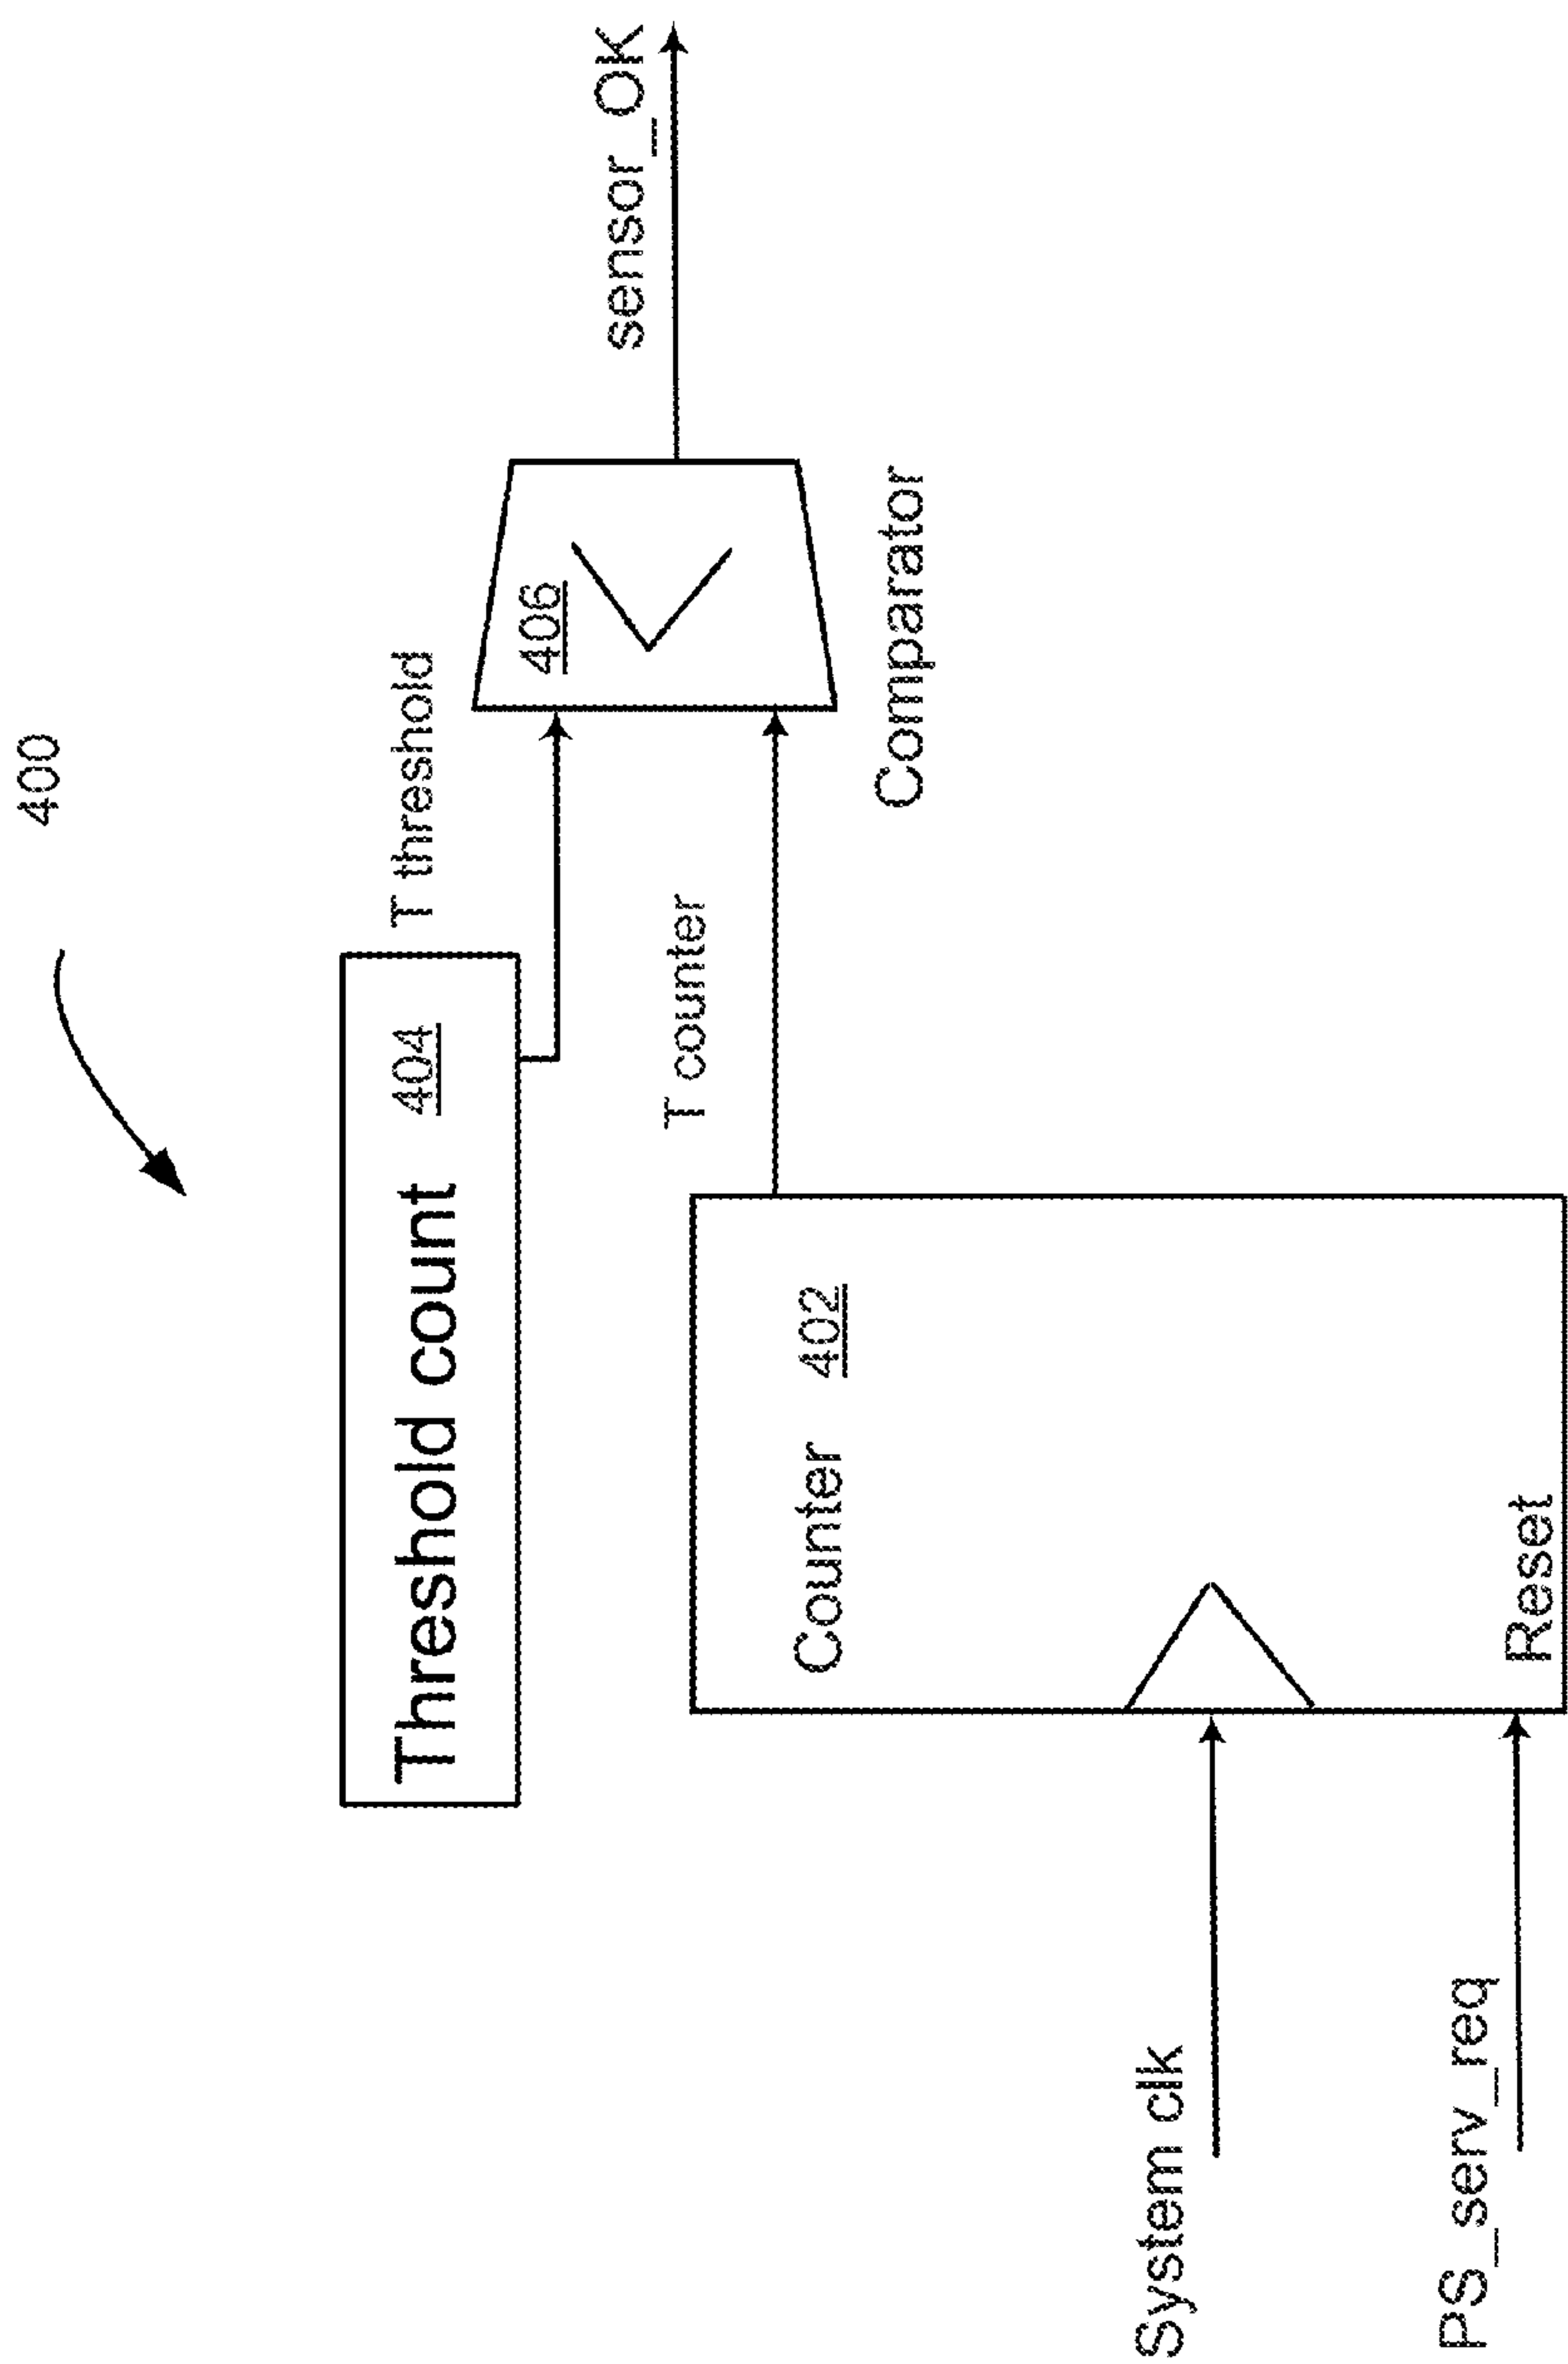 400
Threshold count 404
T threshold
406
sensor_OK
T counter
Comparator
Counter 402
System clk
Reset
PS_serv_req